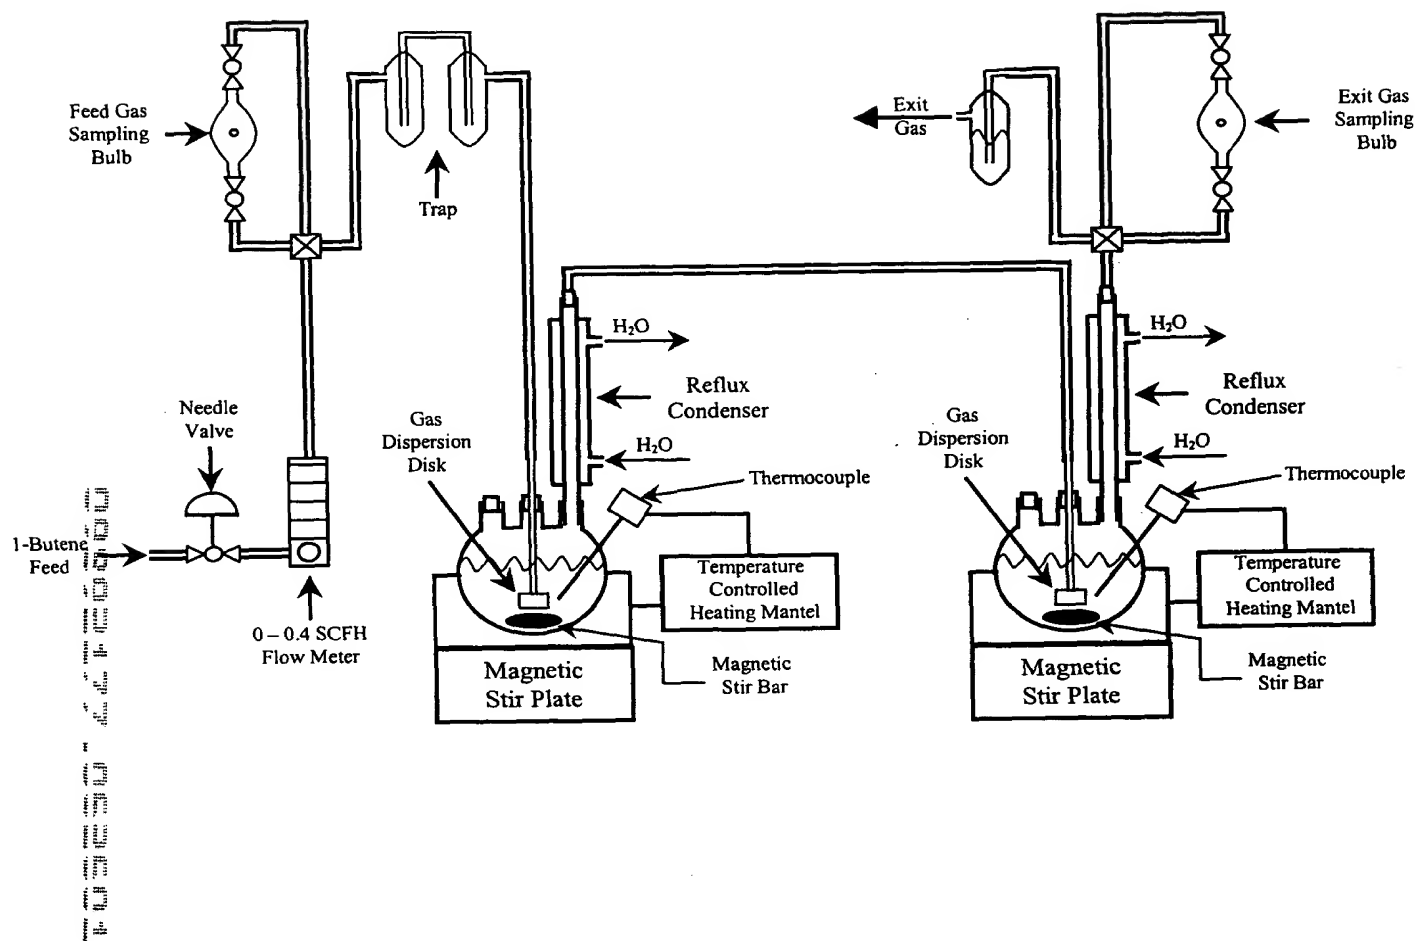 Feed Gas
Sampling
Bulb
Trap
Exit
Gas
Exit Gas
Sampling
Bulb
H₂O
Reflux
Condenser
H₂O
H₂O
Reflux
Condenser
H₂O
Needle
Valve
Gas
Dispersion
Disk
Thermocouple
Gas
Dispersion
Disk
Thermocouple
1-Butene
Feed
0 – 0.4 SCFH
Flow Meter
Temperature
Controlled
Heating Mantel
Magnetic
Stir Plate
Magnetic
Stir Bar
Temperature
Controlled
Heating Mantel
Magnetic
Stir Plate
Magnetic
Stir Bar